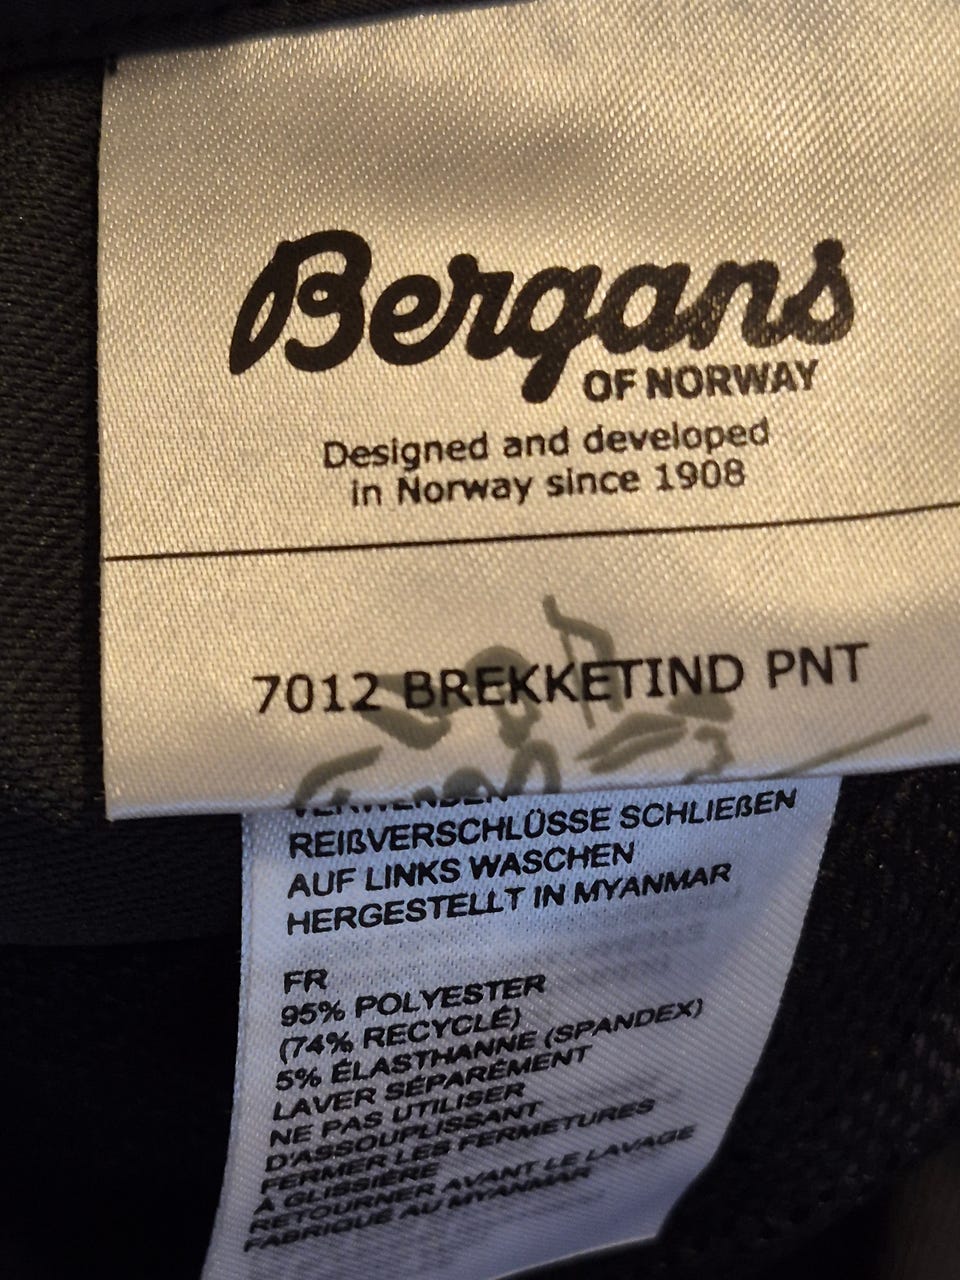 Bergans
OF NORWAY
Designed and developed
in Norway since 1908
7012 BREKKETIND PNT
VERWENDEN
REIßVERSCHLÜSSE SCHLIEßEN
AUF LINKS WASCHEN
HERGESTELLT IN MYANMAR
FR
95% POLYESTER
(74% RECYCLÉ)
5% ÉLASTHANNE (SPANDEX)
LAVER SÉPARÉMENT
NE PAS UTILISER
D'ASSOUPLISSANT
FERMER LES FERMETURES
À GLISSIÈRE
RETOURNER AVANT LE LAVAGE
FABRIQUÉ AU MYANMAR